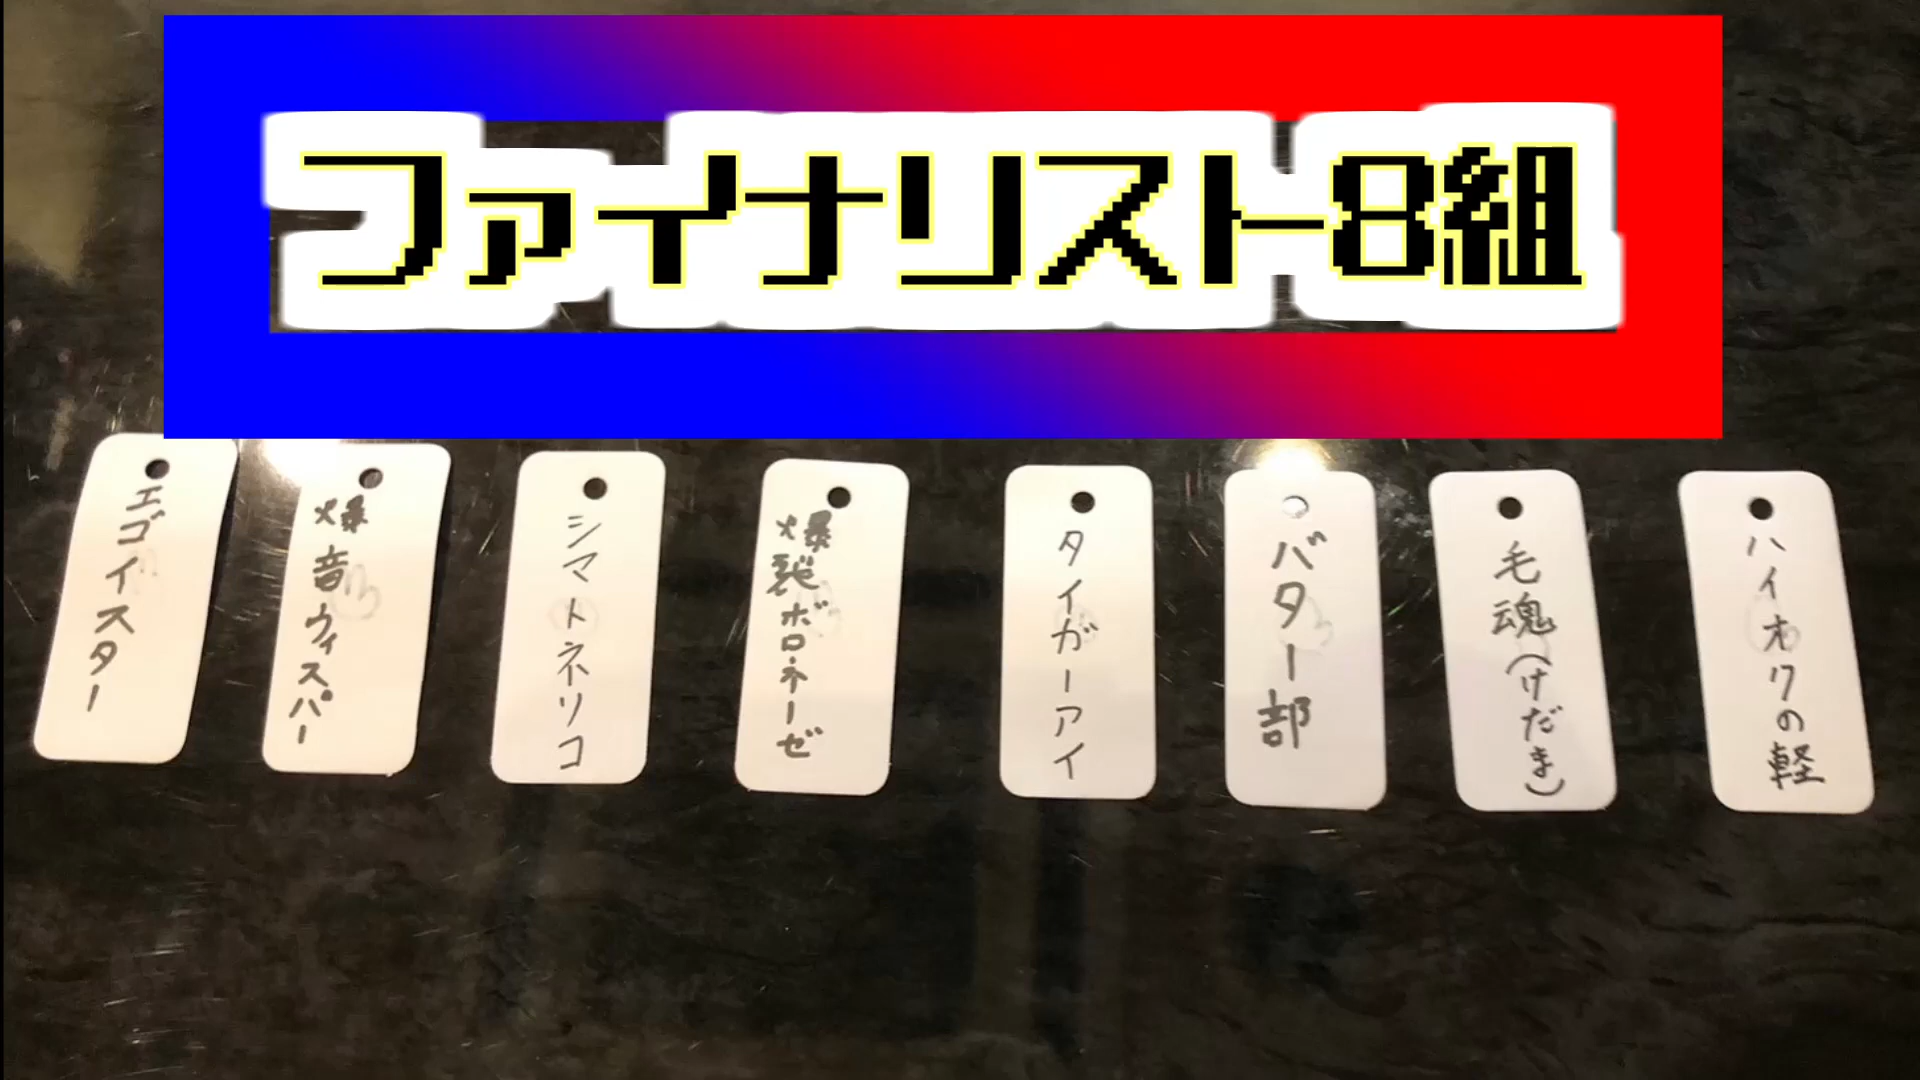 ファイナリスト8組
エゴイスター
爆音ウィスパー
シマトネリコ
爆裂ボロネーゼ
タイガーアイ
バター部
毛魂(けだま)
ハイオクの軽